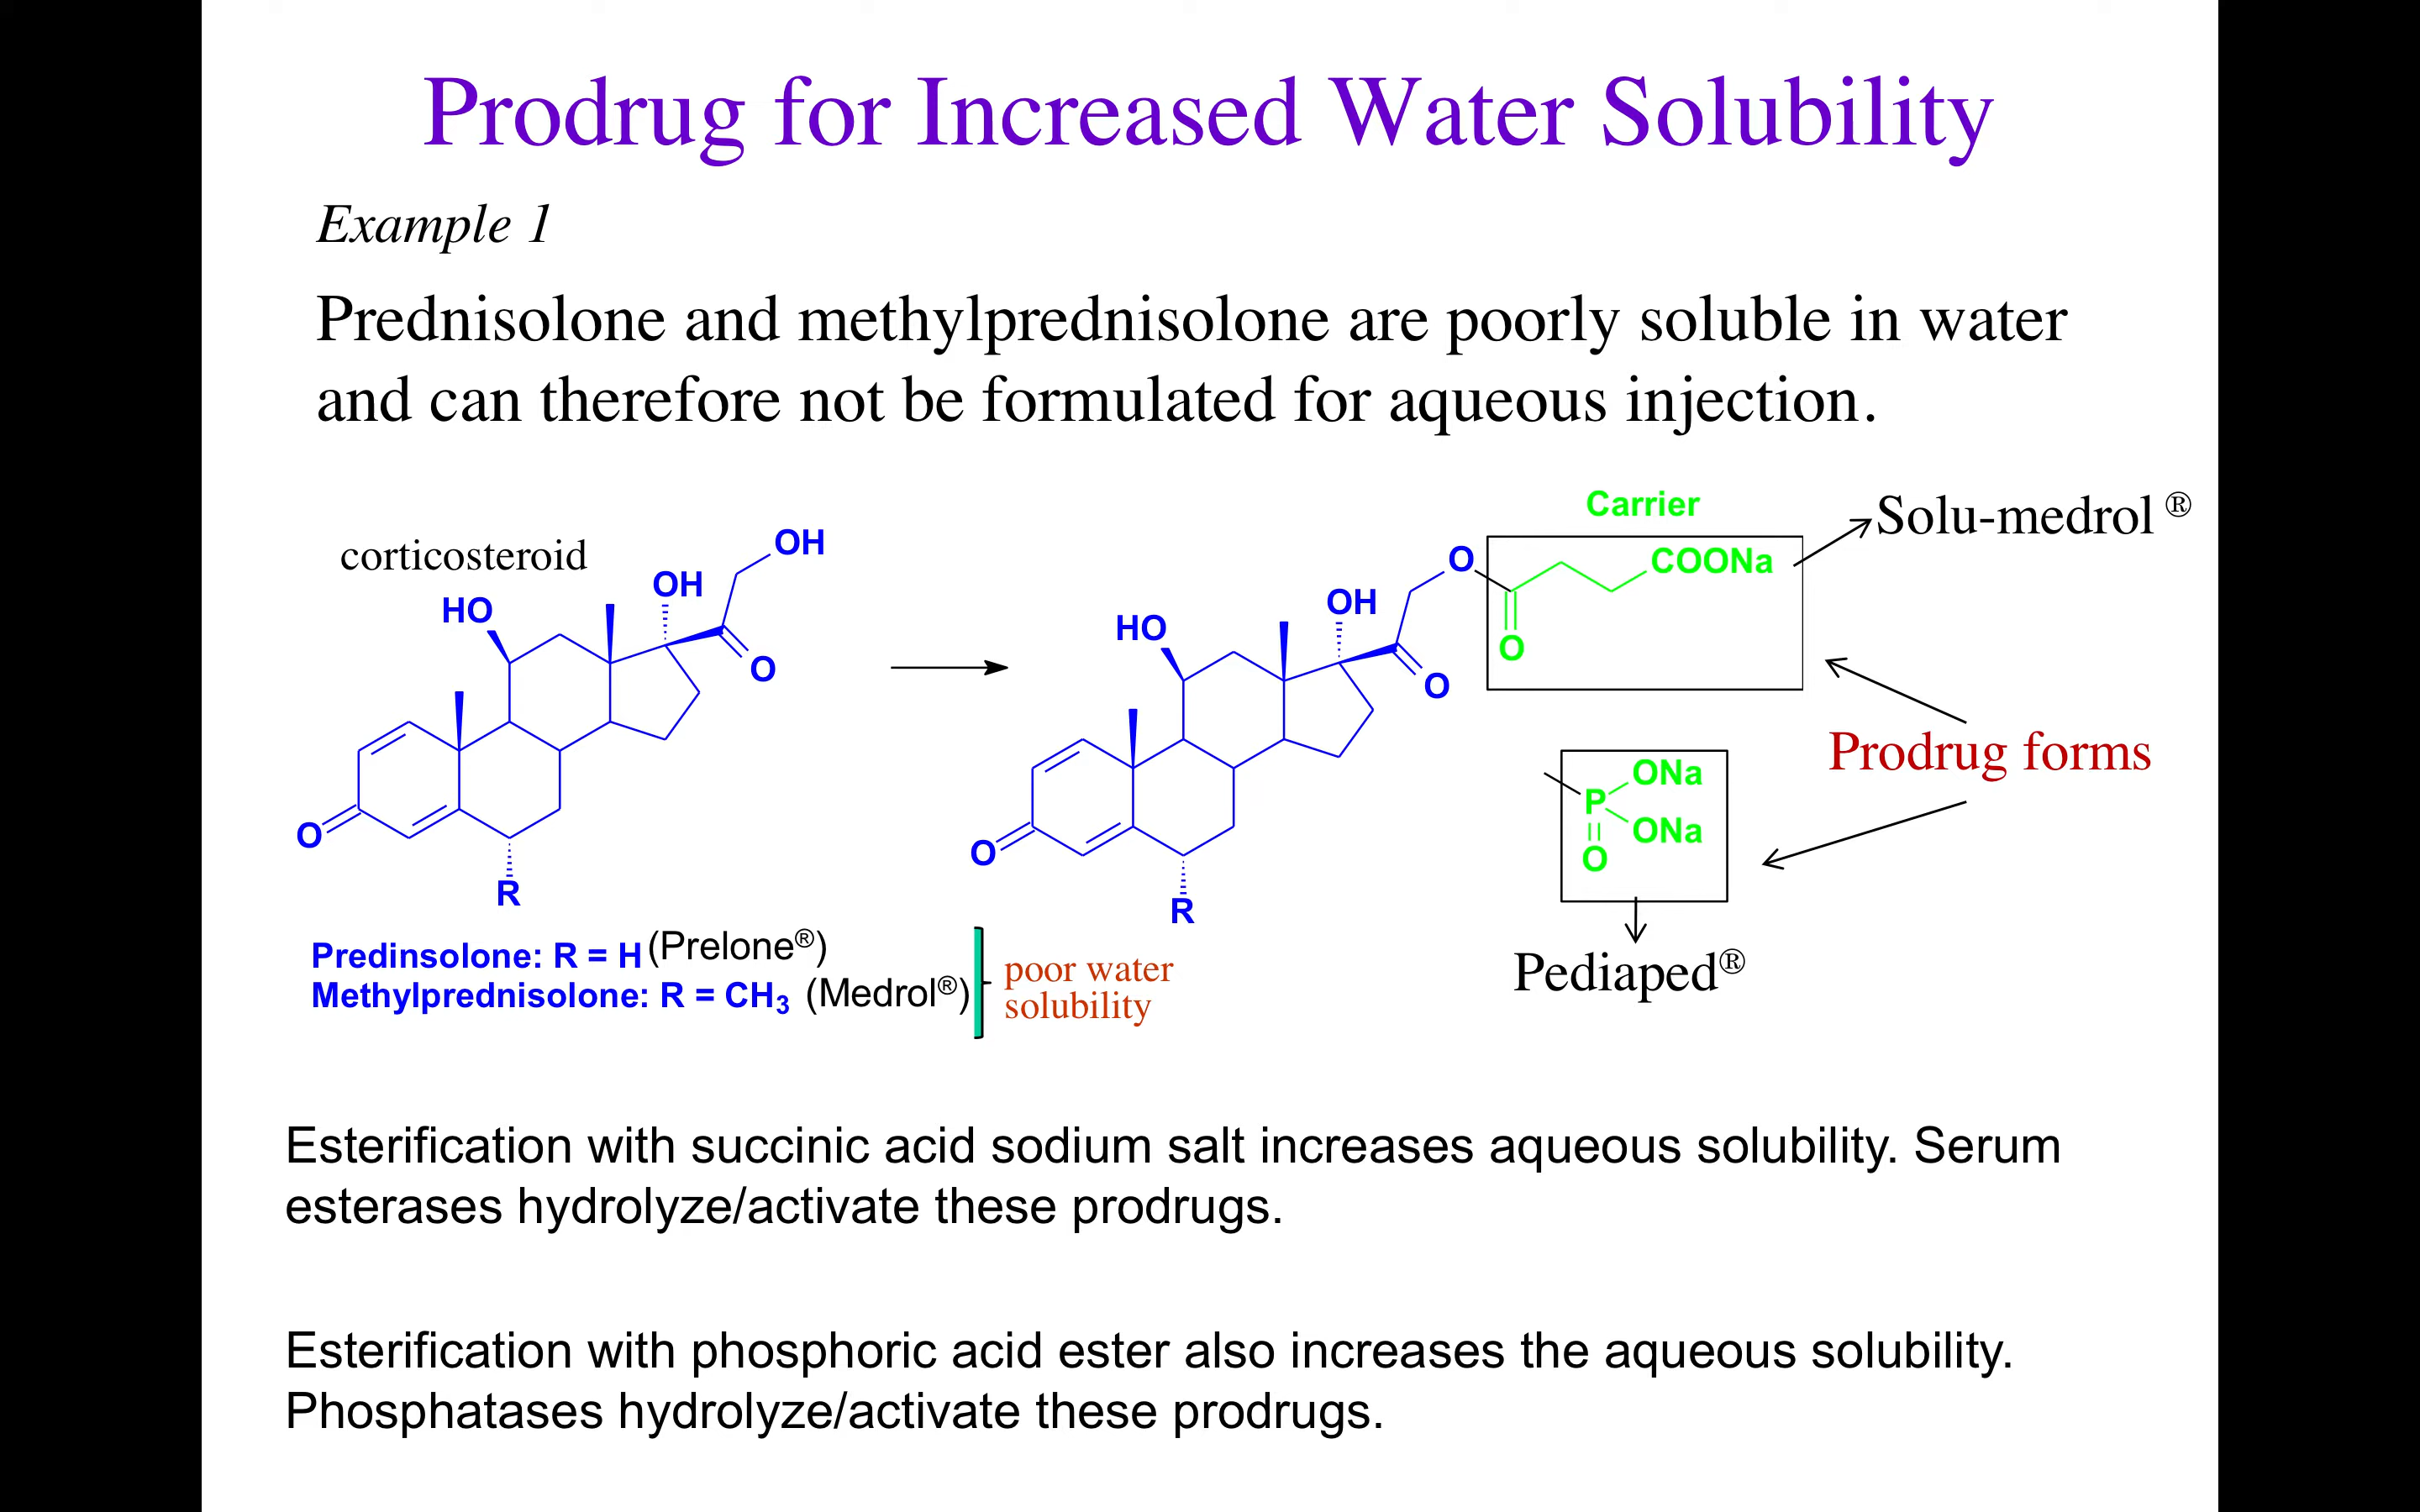 Prodrug for Increased Water Solubility
Example 1
Prednisolone and methylprednisolone are poorly soluble in water
and can therefore not be formulated for aqueous injection.
corticosteroid
HO
OH
OH
O
O
R
Predinsolone: R = H (Prelone®)
Methylprednisolone: R = CH3 (Medrol®)
poor water
solubility
HO
OH
O
O
O
R
Carrier
COONa
O
Solu-medrol ®
Prodrug forms
P
ONa
ONa
O
Pediaped®
Esterification with succinic acid sodium salt increases aqueous solubility. Serum
esterases hydrolyze/activate these prodrugs.
Esterification with phosphoric acid ester also increases the aqueous solubility.
Phosphatases hydrolyze/activate these prodrugs.